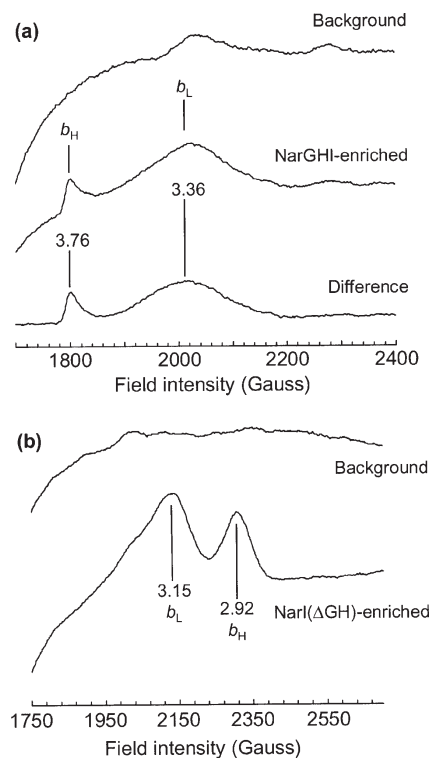 (a)
Background
bH
bL
NarGHI-enriched
3.36
3.76
Difference
1800 2000 2200 2400
Field intensity (Gauss)
(b)
Background
3.15
bL
2.92
bH
NarI(ΔGH)-enriched
1750 1950 2150 2350 2550
Field intensity (Gauss)